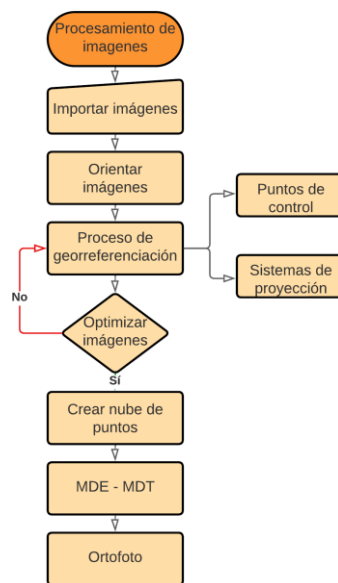 Procesamiento de
imagenes
Importar imágenes
Orientar
imágenes
Proceso de
georreferenciación
Puntos de
control
Sistemas de
proyección
No
Optimizar
imágenes
Sí
Crear nube de
puntos
MDE - MDT
Ortofoto